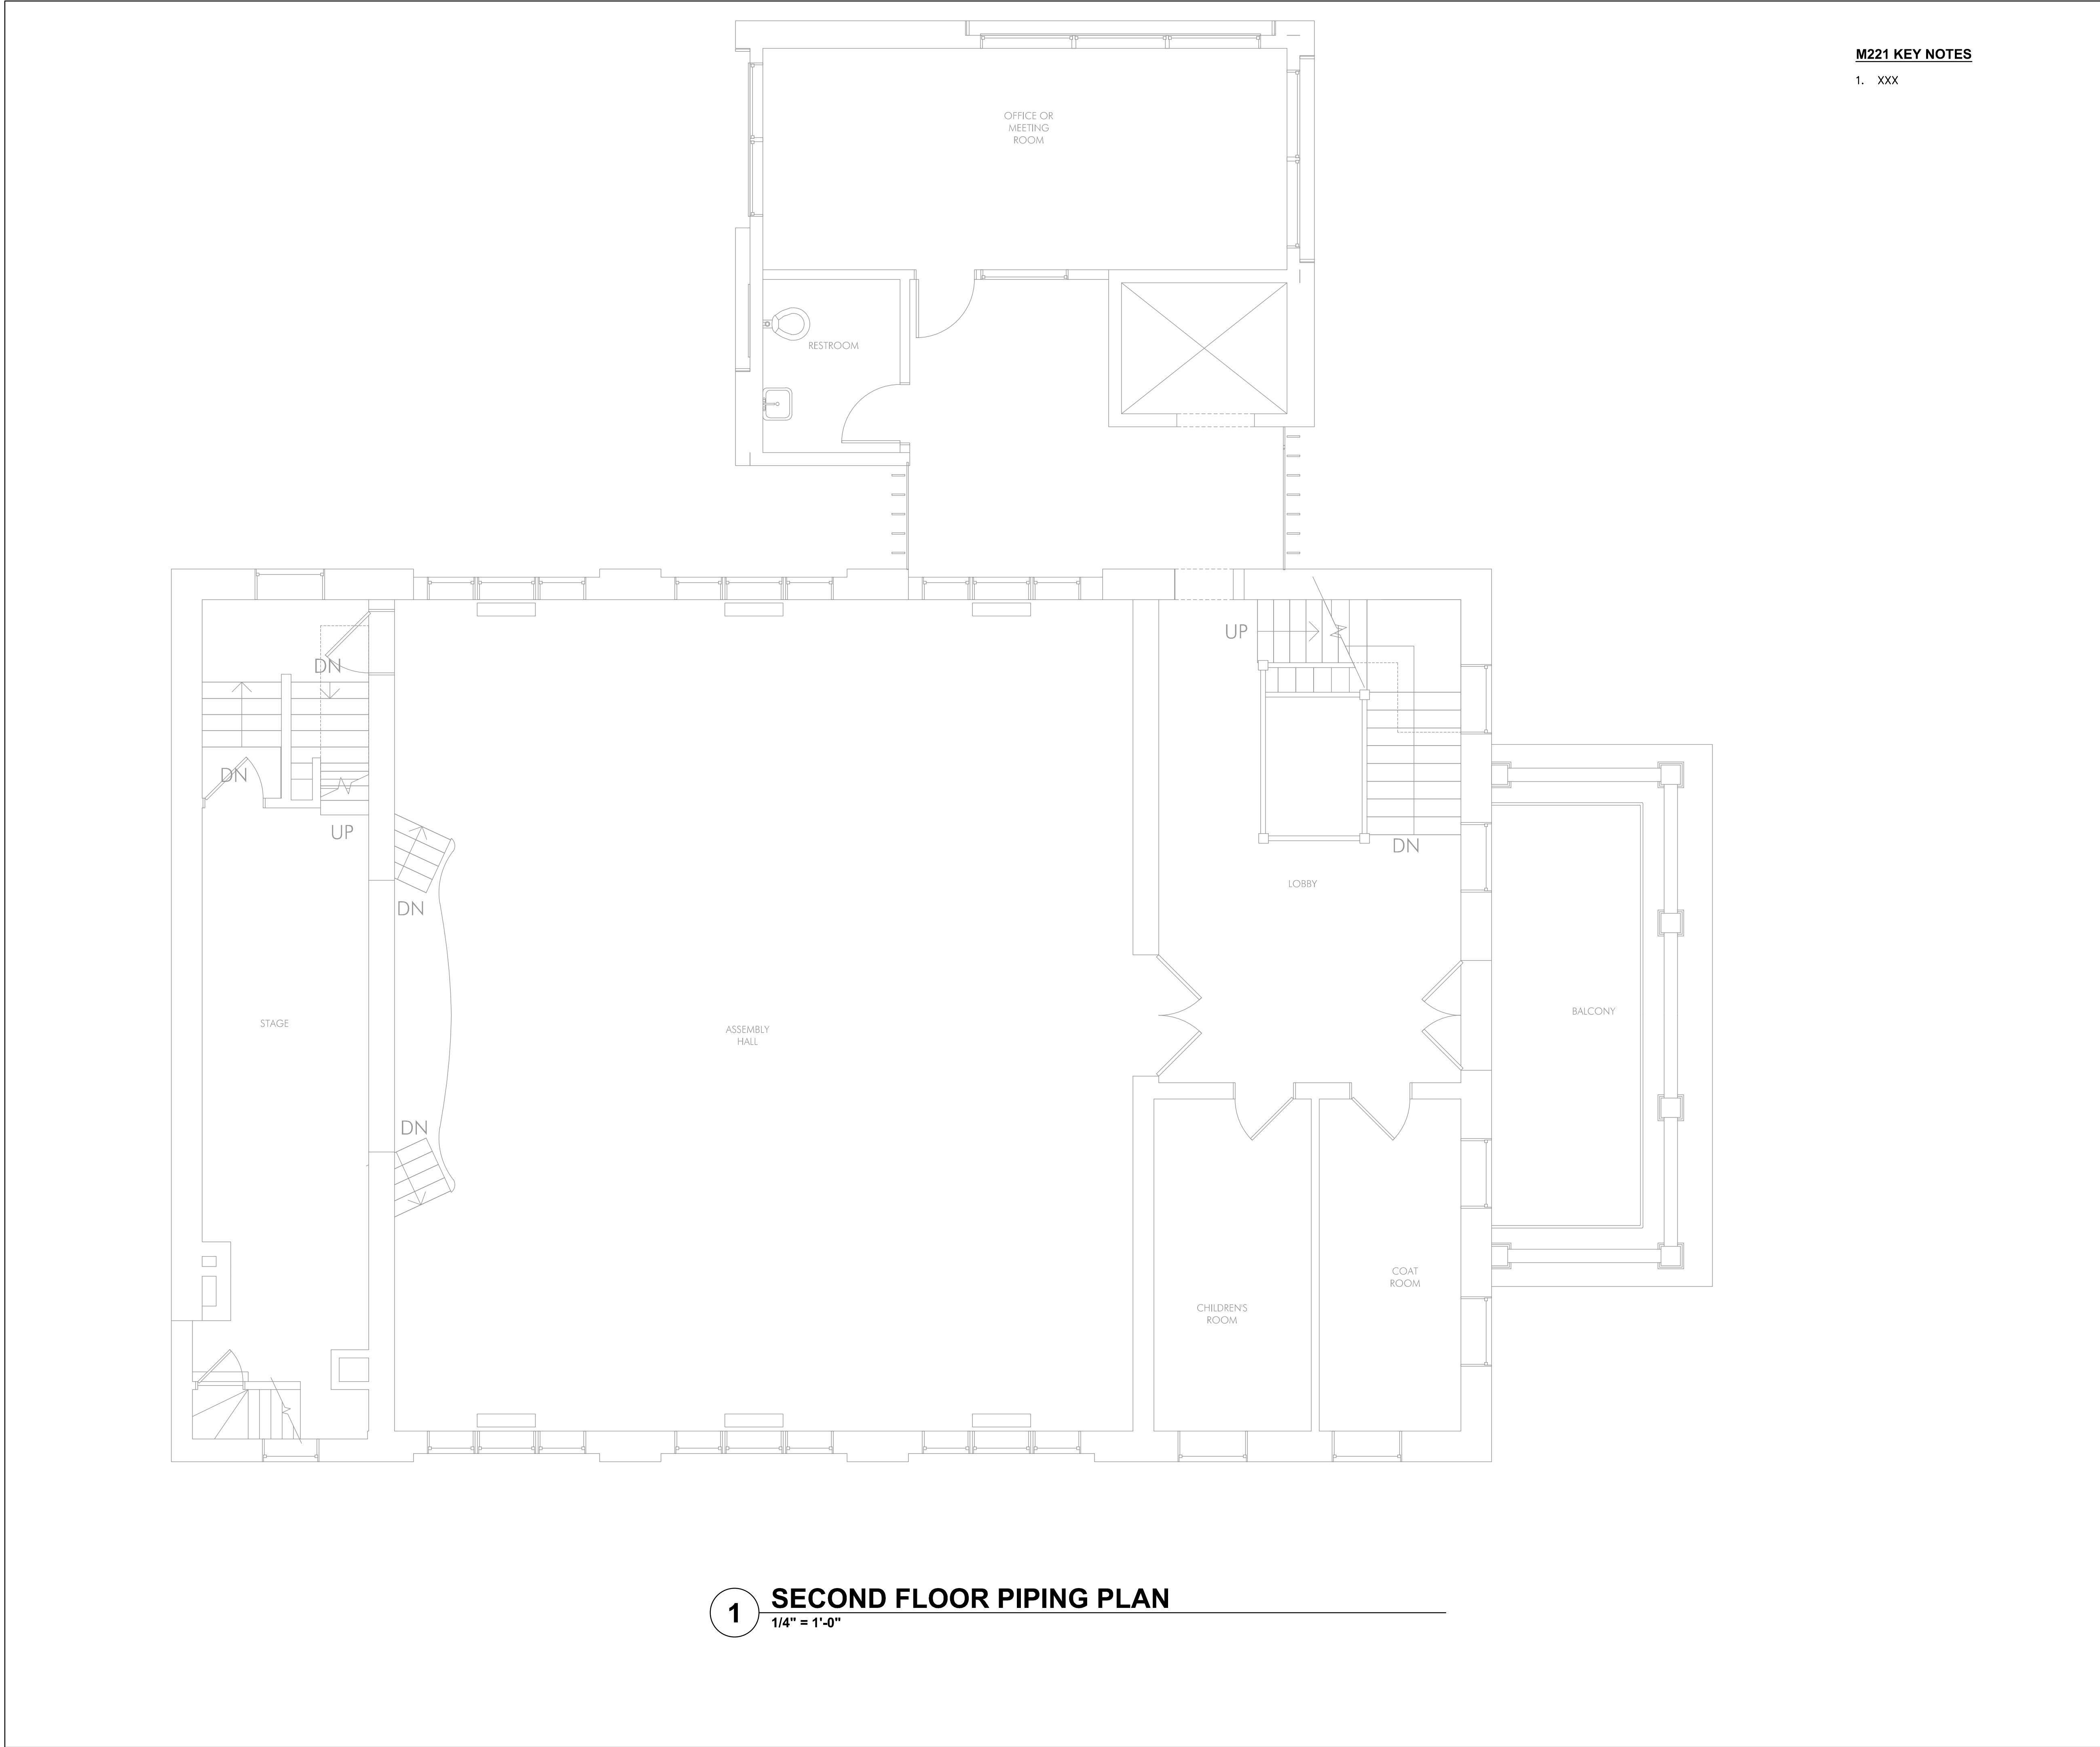 M221 KEY NOTES
1. XXX
OFFICE OR
MEETING
ROOM
RESTROOM
UP
DN
DN
UP
DN
DN
LOBBY
STAGE
ASSEMBLY
HALL
BALCONY
DN
COAT
ROOM
CHILDREN'S
ROOM
1 SECOND FLOOR PIPING PLAN
1/4" = 1'-0"